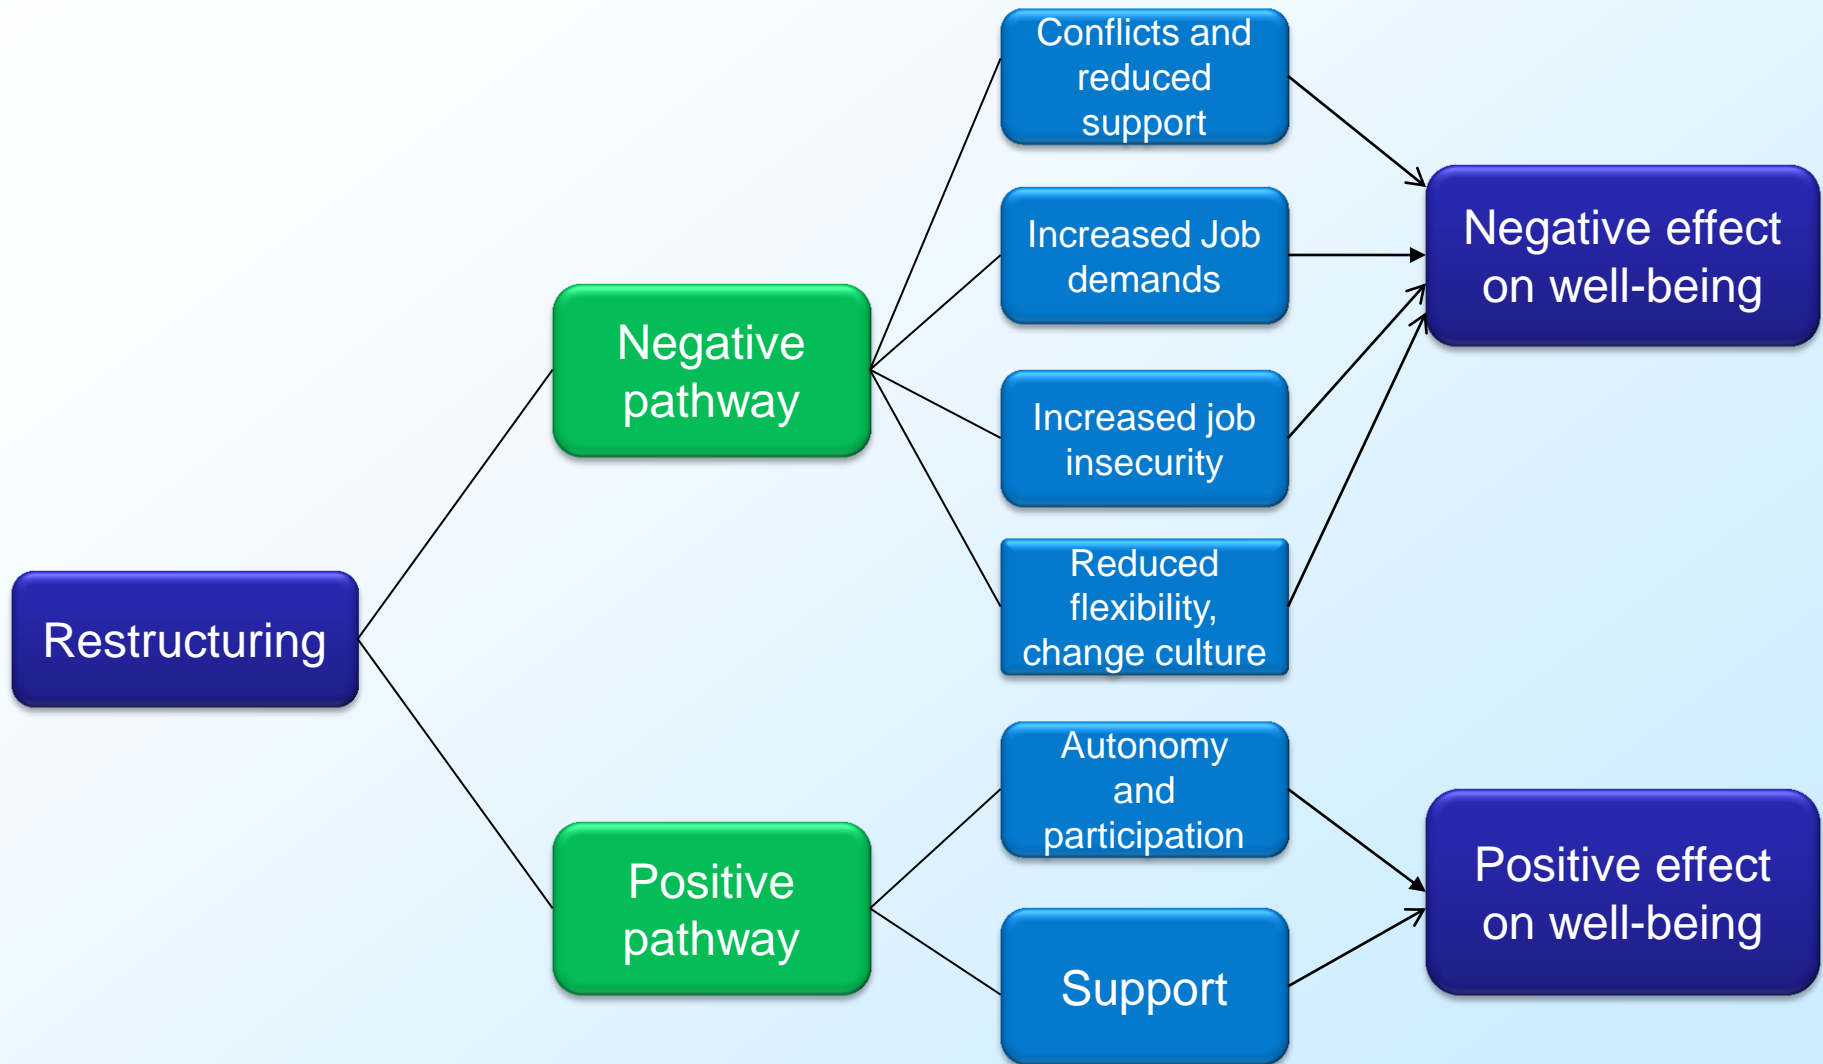 Restructuring
Negative
pathway
Positive
pathway
Conflicts and
reduced
support
Increased Job
demands
Increased job
insecurity
Reduced
flexibility,
change culture
Autonomy
and
participation
Support
Negative effect
on well-being
Positive effect
on well-being